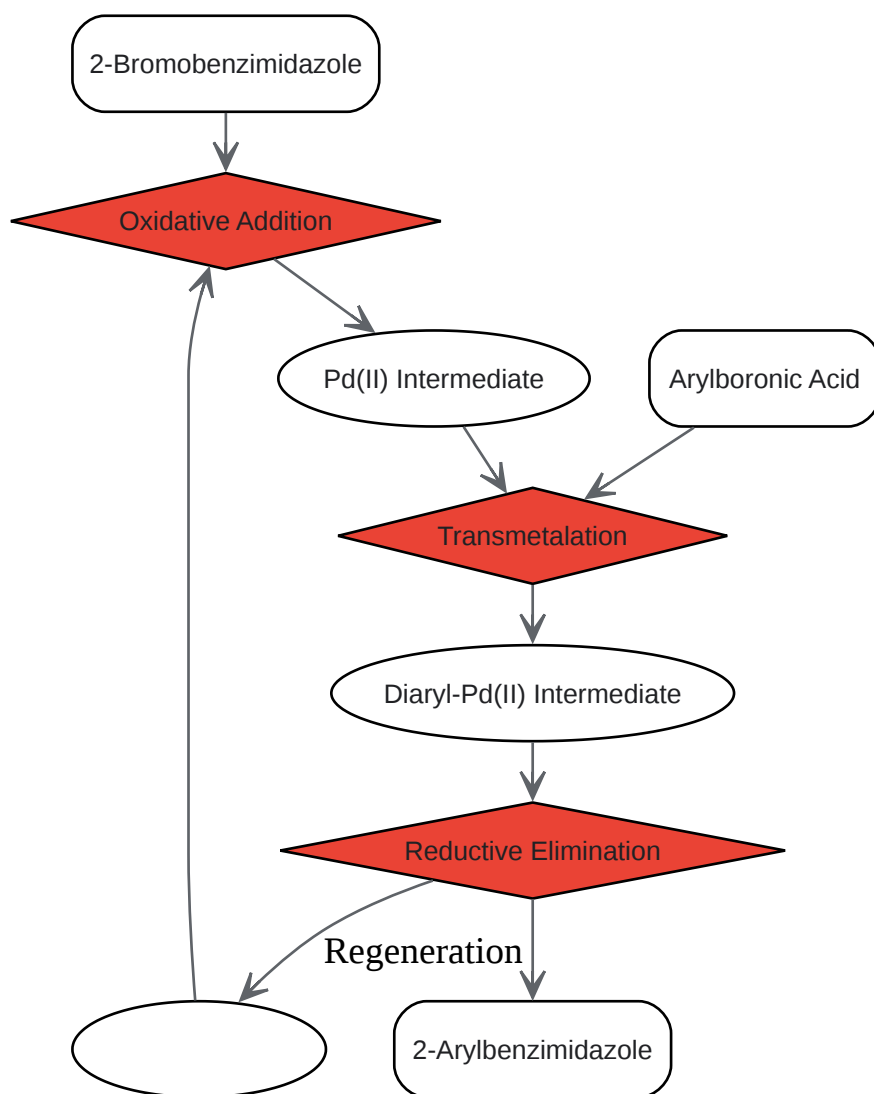 2-Bromobenzimidazole
Oxidative Addition
Pd(II) Intermediate
Arylboronic Acid
Transmetalation
Diaryl-Pd(II) Intermediate
Reductive Elimination
Regeneration
2-Arylbenzimidazole